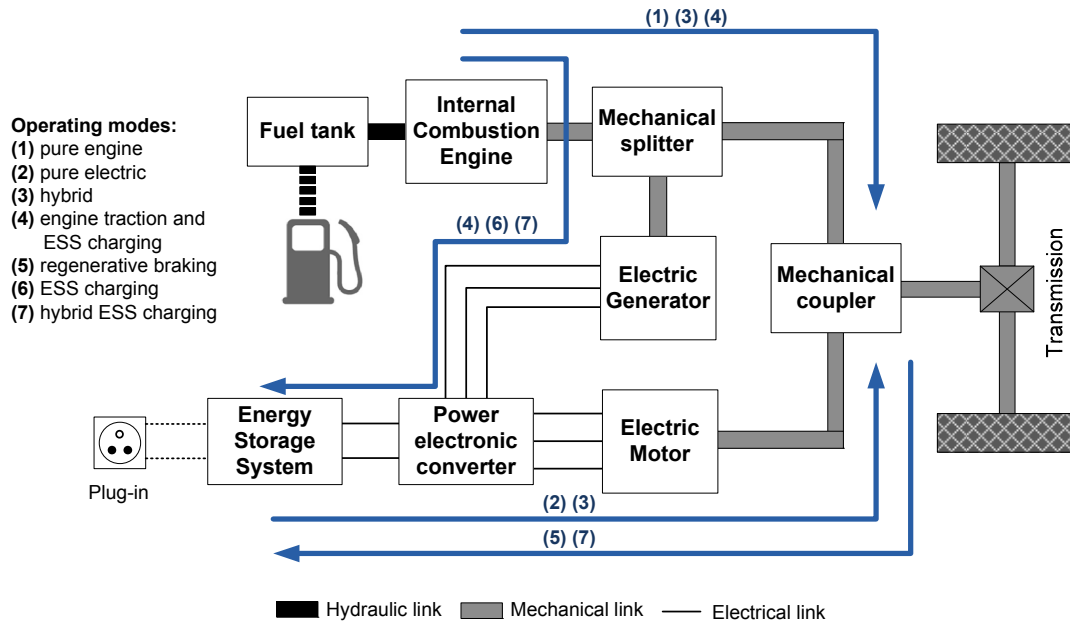 (1) (3) (4)
Fuel tank
Internal
Combustion
Engine
Mechanical
splitter
Operating modes:
(1) pure engine
(2) pure electric
(3) hybrid
(4) engine traction and
ESS charging
(5) regenerative braking
(6) ESS charging
(7) hybrid ESS charging
(4) (6) (7)
Electric
Generator
Mechanical
coupler
Transmission
Plug-in
Energy
Storage
System
Power
electronic
converter
Electric
Motor
(2) (3)
(5) (7)
Hydraulic link
Mechanical link
Electrical link